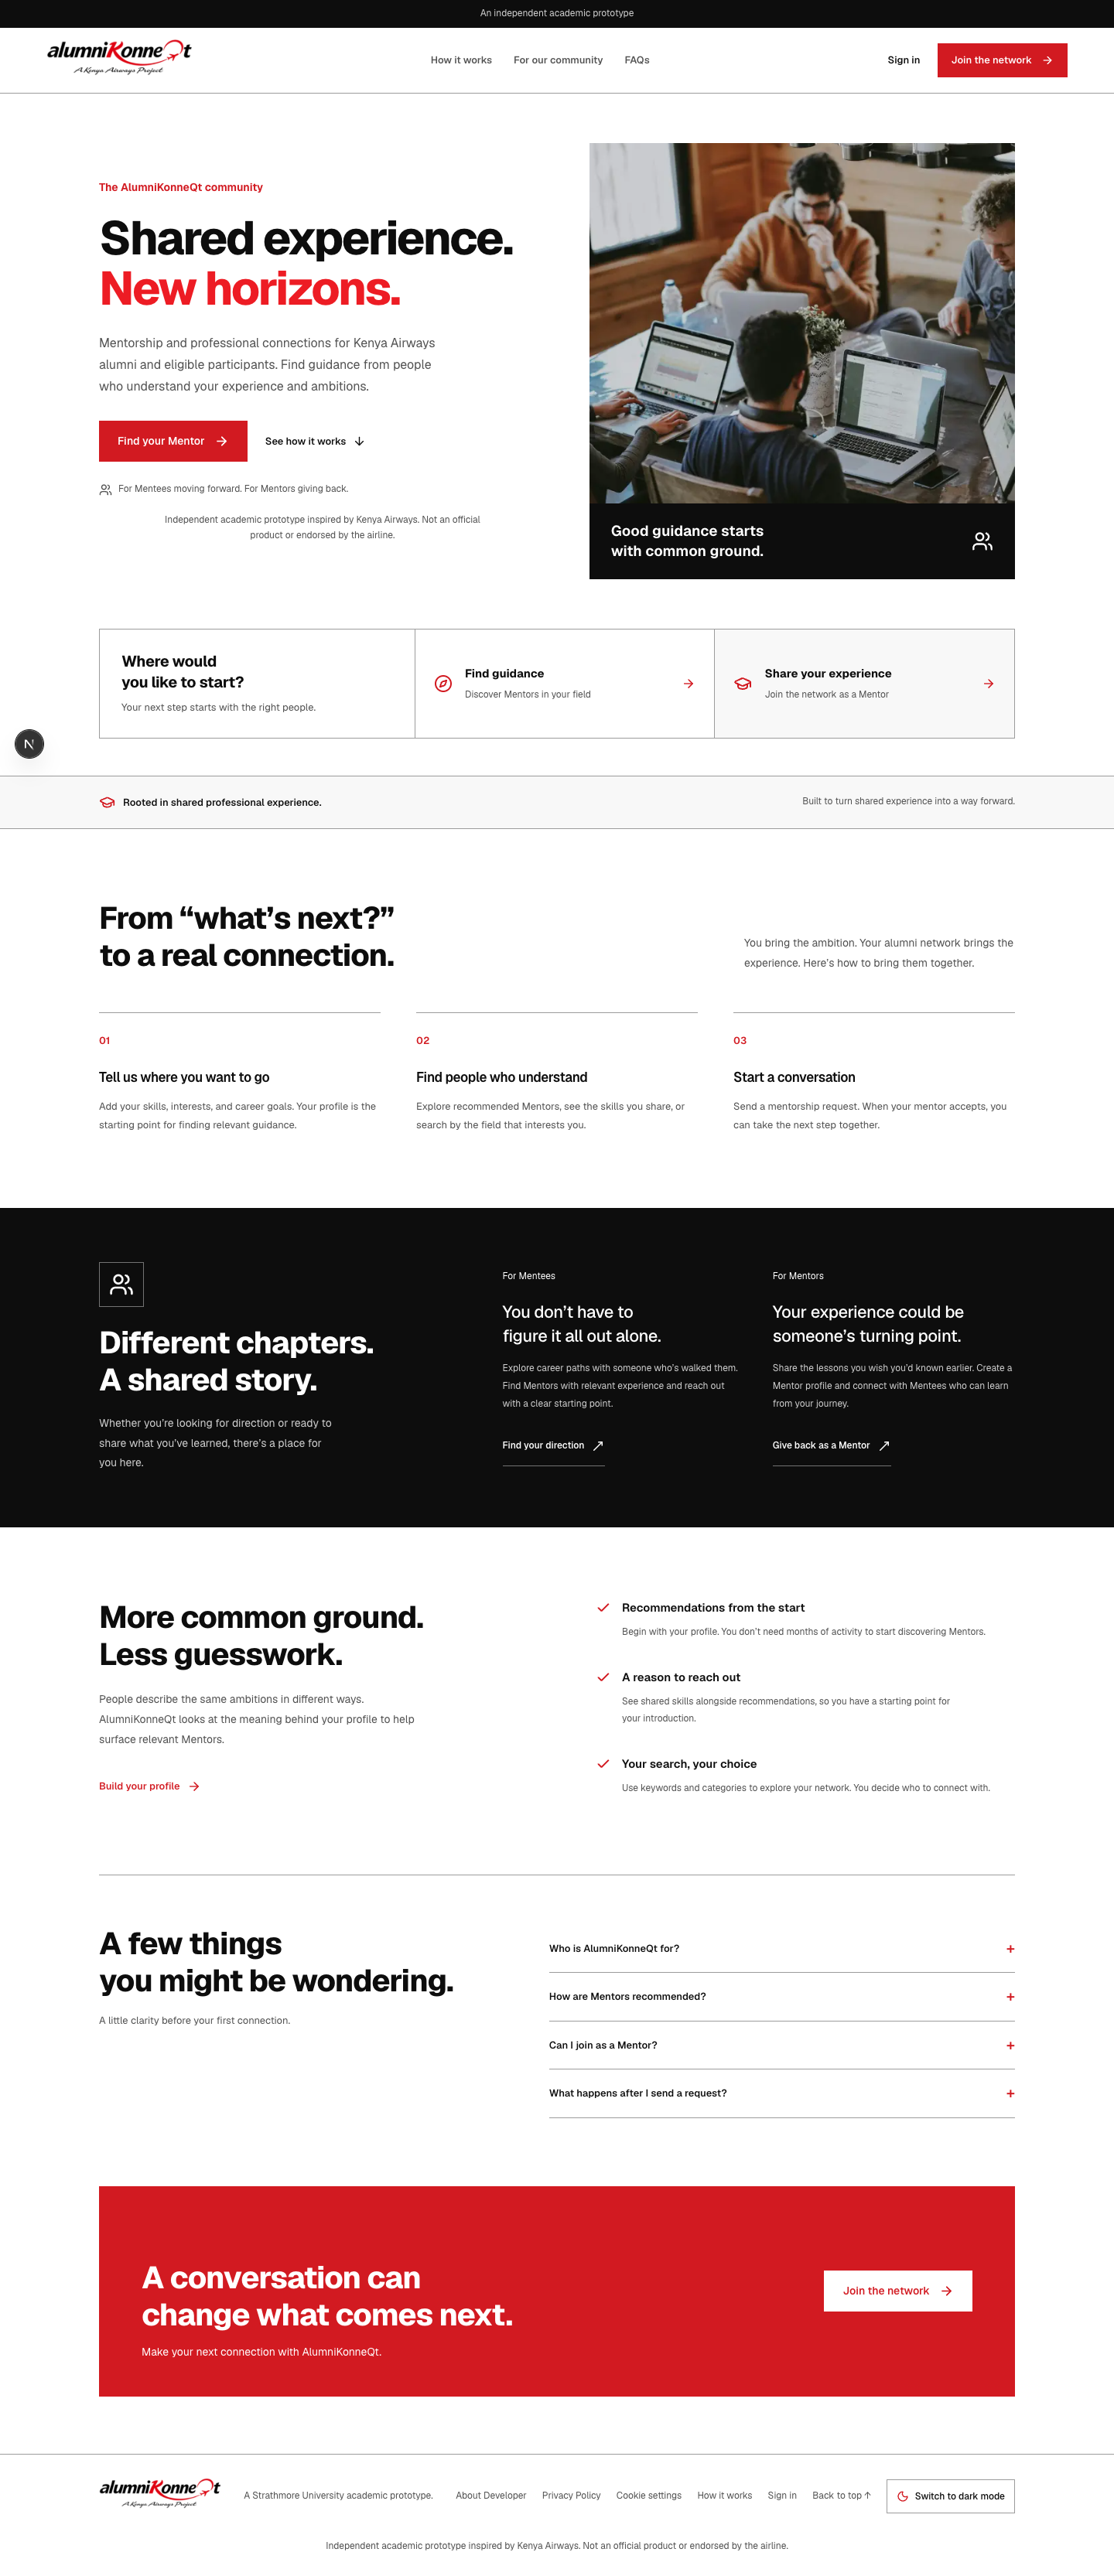 An independent academic prototype
alumniKonneQt
A Kenya Airways Project
How it works
For our community
FAQs
Sign in
Join the network →
The AlumniKonneQt community
Shared experience.
New horizons.
Mentorship and professional connections for Kenya Airways
alumni and eligible participants. Find guidance from people
who understand your experience and ambitions.
Find your Mentor →
See how it works ↓
For Mentees moving forward. For Mentors giving back.
Independent academic prototype inspired by Kenya Airways. Not an official
product or endorsed by the airline.
Good guidance starts
with common ground.
Where would
you like to start?
Your next step starts with the right people.
Find guidance
Discover Mentors in your field
→
Share your experience
Join the network as a Mentor
→
N
Rooted in shared professional experience.
Built to turn shared experience into a way forward.
From “what’s next?”
to a real connection.
You bring the ambition. Your alumni network brings the
experience. Here’s how to bring them together.
01
Tell us where you want to go
Add your skills, interests, and career goals. Your profile is the
starting point for finding relevant guidance.
02
Find people who understand
Explore recommended Mentors, see the skills you share, or
search by the field that interests you.
03
Start a conversation
Send a mentorship request. When your mentor accepts, you
can take the next step together.
Different chapters.
A shared story.
Whether you’re looking for direction or ready to
share what you’ve learned, there’s a place for
you here.
For Mentees
You don’t have to
figure it all out alone.
Explore career paths with someone who’s walked them.
Find Mentors with relevant experience and reach out
with a clear starting point.
Find your direction ↗
For Mentors
Your experience could be
someone’s turning point.
Share the lessons you wish you’d known earlier. Create a
Mentor profile and connect with Mentees who can learn
from your journey.
Give back as a Mentor ↗
More common ground.
Less guesswork.
People describe the same ambitions in different ways.
AlumniKonneQt looks at the meaning behind your profile to help
surface relevant Mentors.
Build your profile →
Recommendations from the start
Begin with your profile. You don’t need months of activity to start discovering Mentors.
A reason to reach out
See shared skills alongside recommendations, so you have a starting point for
your introduction.
Your search, your choice
Use keywords and categories to explore your network. You decide who to connect with.
A few things
you might be wondering.
A little clarity before your first connection.
Who is AlumniKonneQt for? +
How are Mentors recommended? +
Can I join as a Mentor? +
What happens after I send a request? +
A conversation can
change what comes next.
Make your next connection with AlumniKonneQt.
Join the network →
alumniKonneQt
A Kenya Airways Project
A Strathmore University academic prototype.
About Developer
Privacy Policy
Cookie settings
How it works
Sign in
Back to top ↑
Switch to dark mode
Independent academic prototype inspired by Kenya Airways. Not an official product or endorsed by the airline.